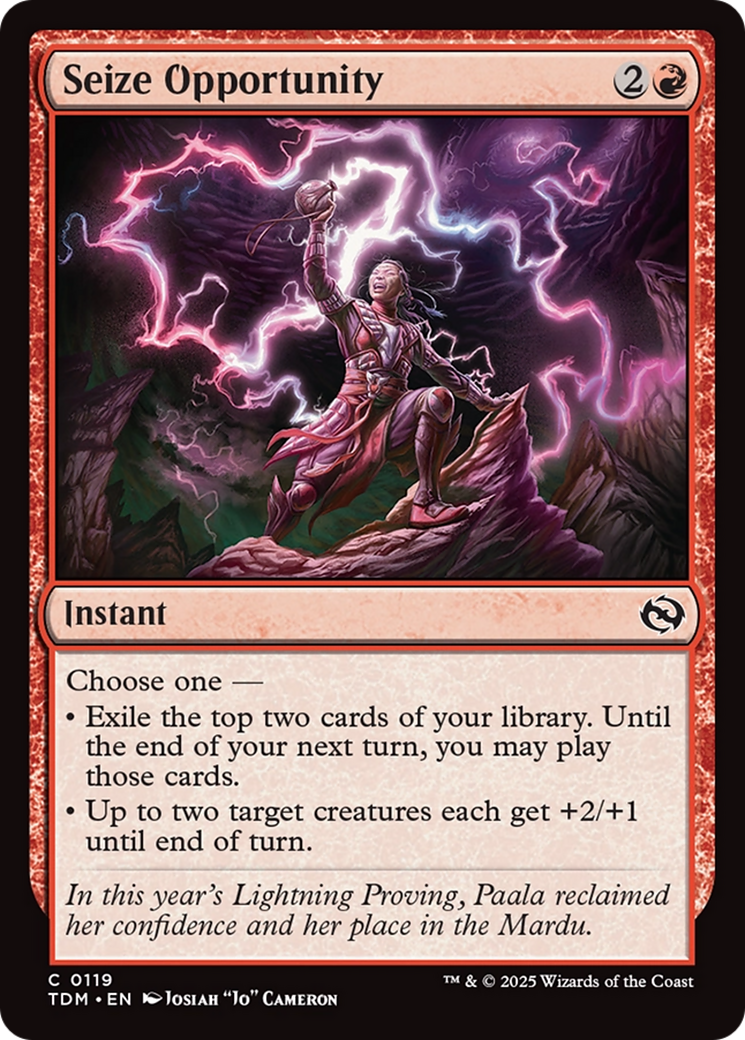 Seize Opportunity 2
Instant
Choose one —
• Exile the top two cards of your library. Until
the end of your next turn, you may play
those cards.
• Up to two target creatures each get +2/+1
until end of turn.
In this year's Lightning Proving, Paala reclaimed
her confidence and her place in the Mardu.
C 0119
™ & © 2025 Wizards of the Coast
TDM • EN Josiah "Jo" Cameron